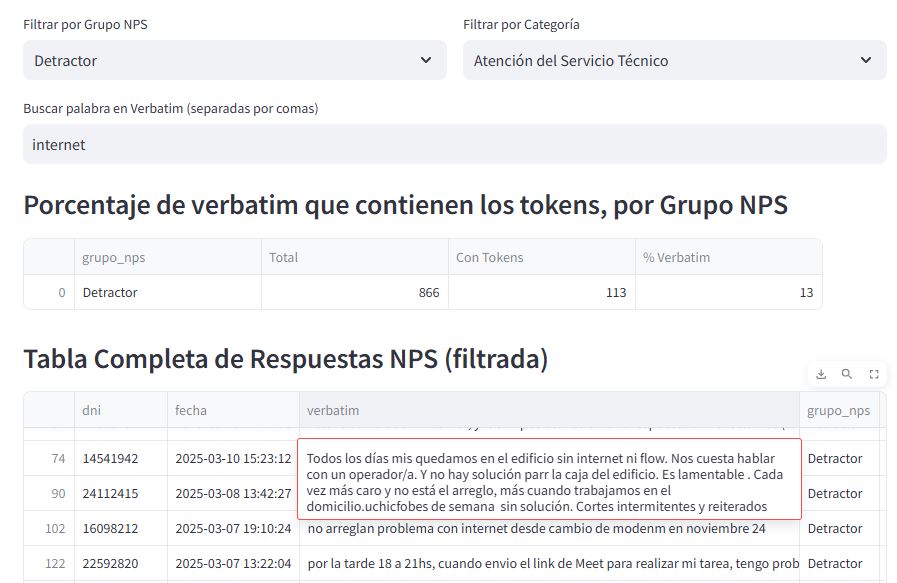 Filtrar por Grupo NPS
Filtrar por Categoría
Detractor
Atención del Servicio Técnico
Buscar palabra en Verbatim (separadas por comas)
internet
Porcentaje de verbatim que contienen los tokens, por Grupo NPS
grupo_nps Total Con Tokens % Verbatim
0 Detractor 866 113 13
Tabla Completa de Respuestas NPS (filtrada)
dni fecha verbatim grupo_nps
74 14541942 2025-03-10 15:23:12 Detractor
Todos los días mis quedamos en el edificio sin internet ni flow. Nos cuesta hablar
con un operador/a. Y no hay solución parr la caja del edificio. Es lamentable . Cada
vez más caro y no está el arreglo, más cuando trabajamos en el
domicilio.uchicfobes de semana sin solución. Cortes intermitentes y reiterados
90 24112415 2025-03-08 13:42:27 Detractor
102 16098212 2025-03-07 19:10:24 no arreglan problema con internet desde cambio de modenm en noviembre 24 Detractor
122 22592820 2025-03-07 13:22:04 por la tarde 18 a 21hs, cuando envio el link de Meet para realizar mi tarea, tengo prob Detractor